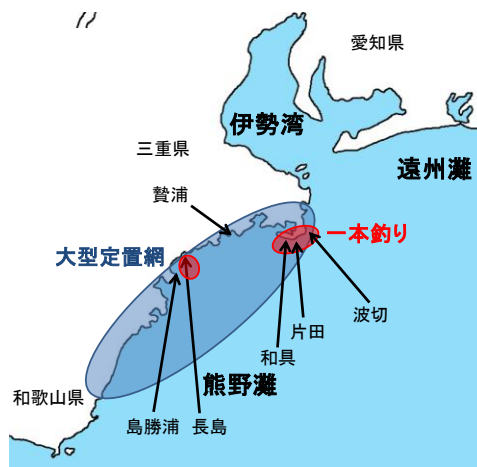 愛知県
伊勢湾
三重県
遠州灘
贄浦
一本釣り
大型定置網
波切
片田
和具
熊野灘
和歌山県
島勝浦
長島